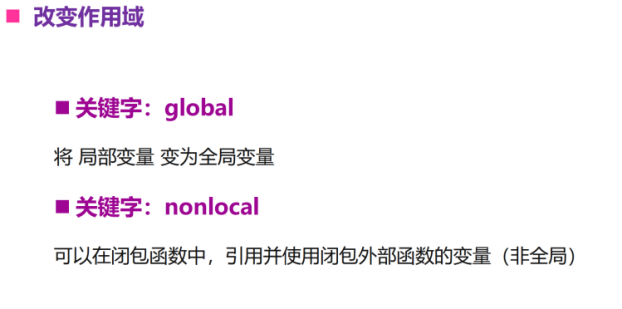 改变作用域
关键字：global
将 局部变量 变为全局变量
关键字：nonlocal
可以在闭包函数中，引用并使用闭包外部函数的变量（非全局）